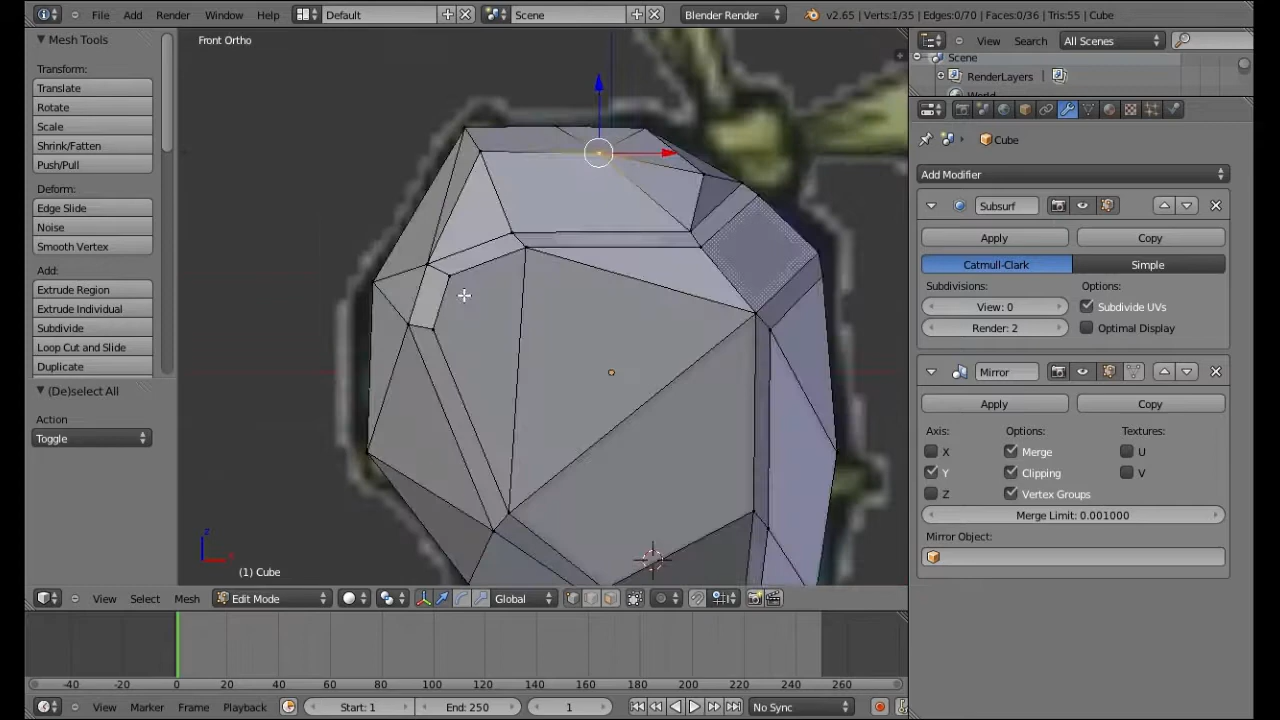 File Add Render Window Help Default Scene Blender Render v2.65 | Verts:1/35 | Edges:0/70 | Faces:0/36 | Tris:55 | Cube
Mesh Tools
Transform:
Translate
Rotate
Scale
Shrink/Fatten
Push/Pull
Deform:
Edge Slide
Noise
Smooth Vertex
Add:
Extrude Region
Extrude Individual
Subdivide
Loop Cut and Slide
Duplicate
(De)select All
Action
Toggle
Front Ortho
z
(1) Cube
View Select Mesh Edit Mode Global
-40 -20 0 20 40 60 80 100 120 140 160 180 200 220 240 260
View Marker Frame Playback Start: 1 End: 250 1 No Sync
View Search All Scenes
Scene
RenderLayers
World
Cube
Add Modifier
Subsurf
Apply Copy
Catmull-Clark Simple
Subdivisions: Options:
View: 0 Subdivide UVs
Render: 2 Optimal Display
Mirror
Apply Copy
Axis: Options: Textures:
X Merge U
Y Clipping V
Z Vertex Groups
Merge Limit: 0.001000
Mirror Object: